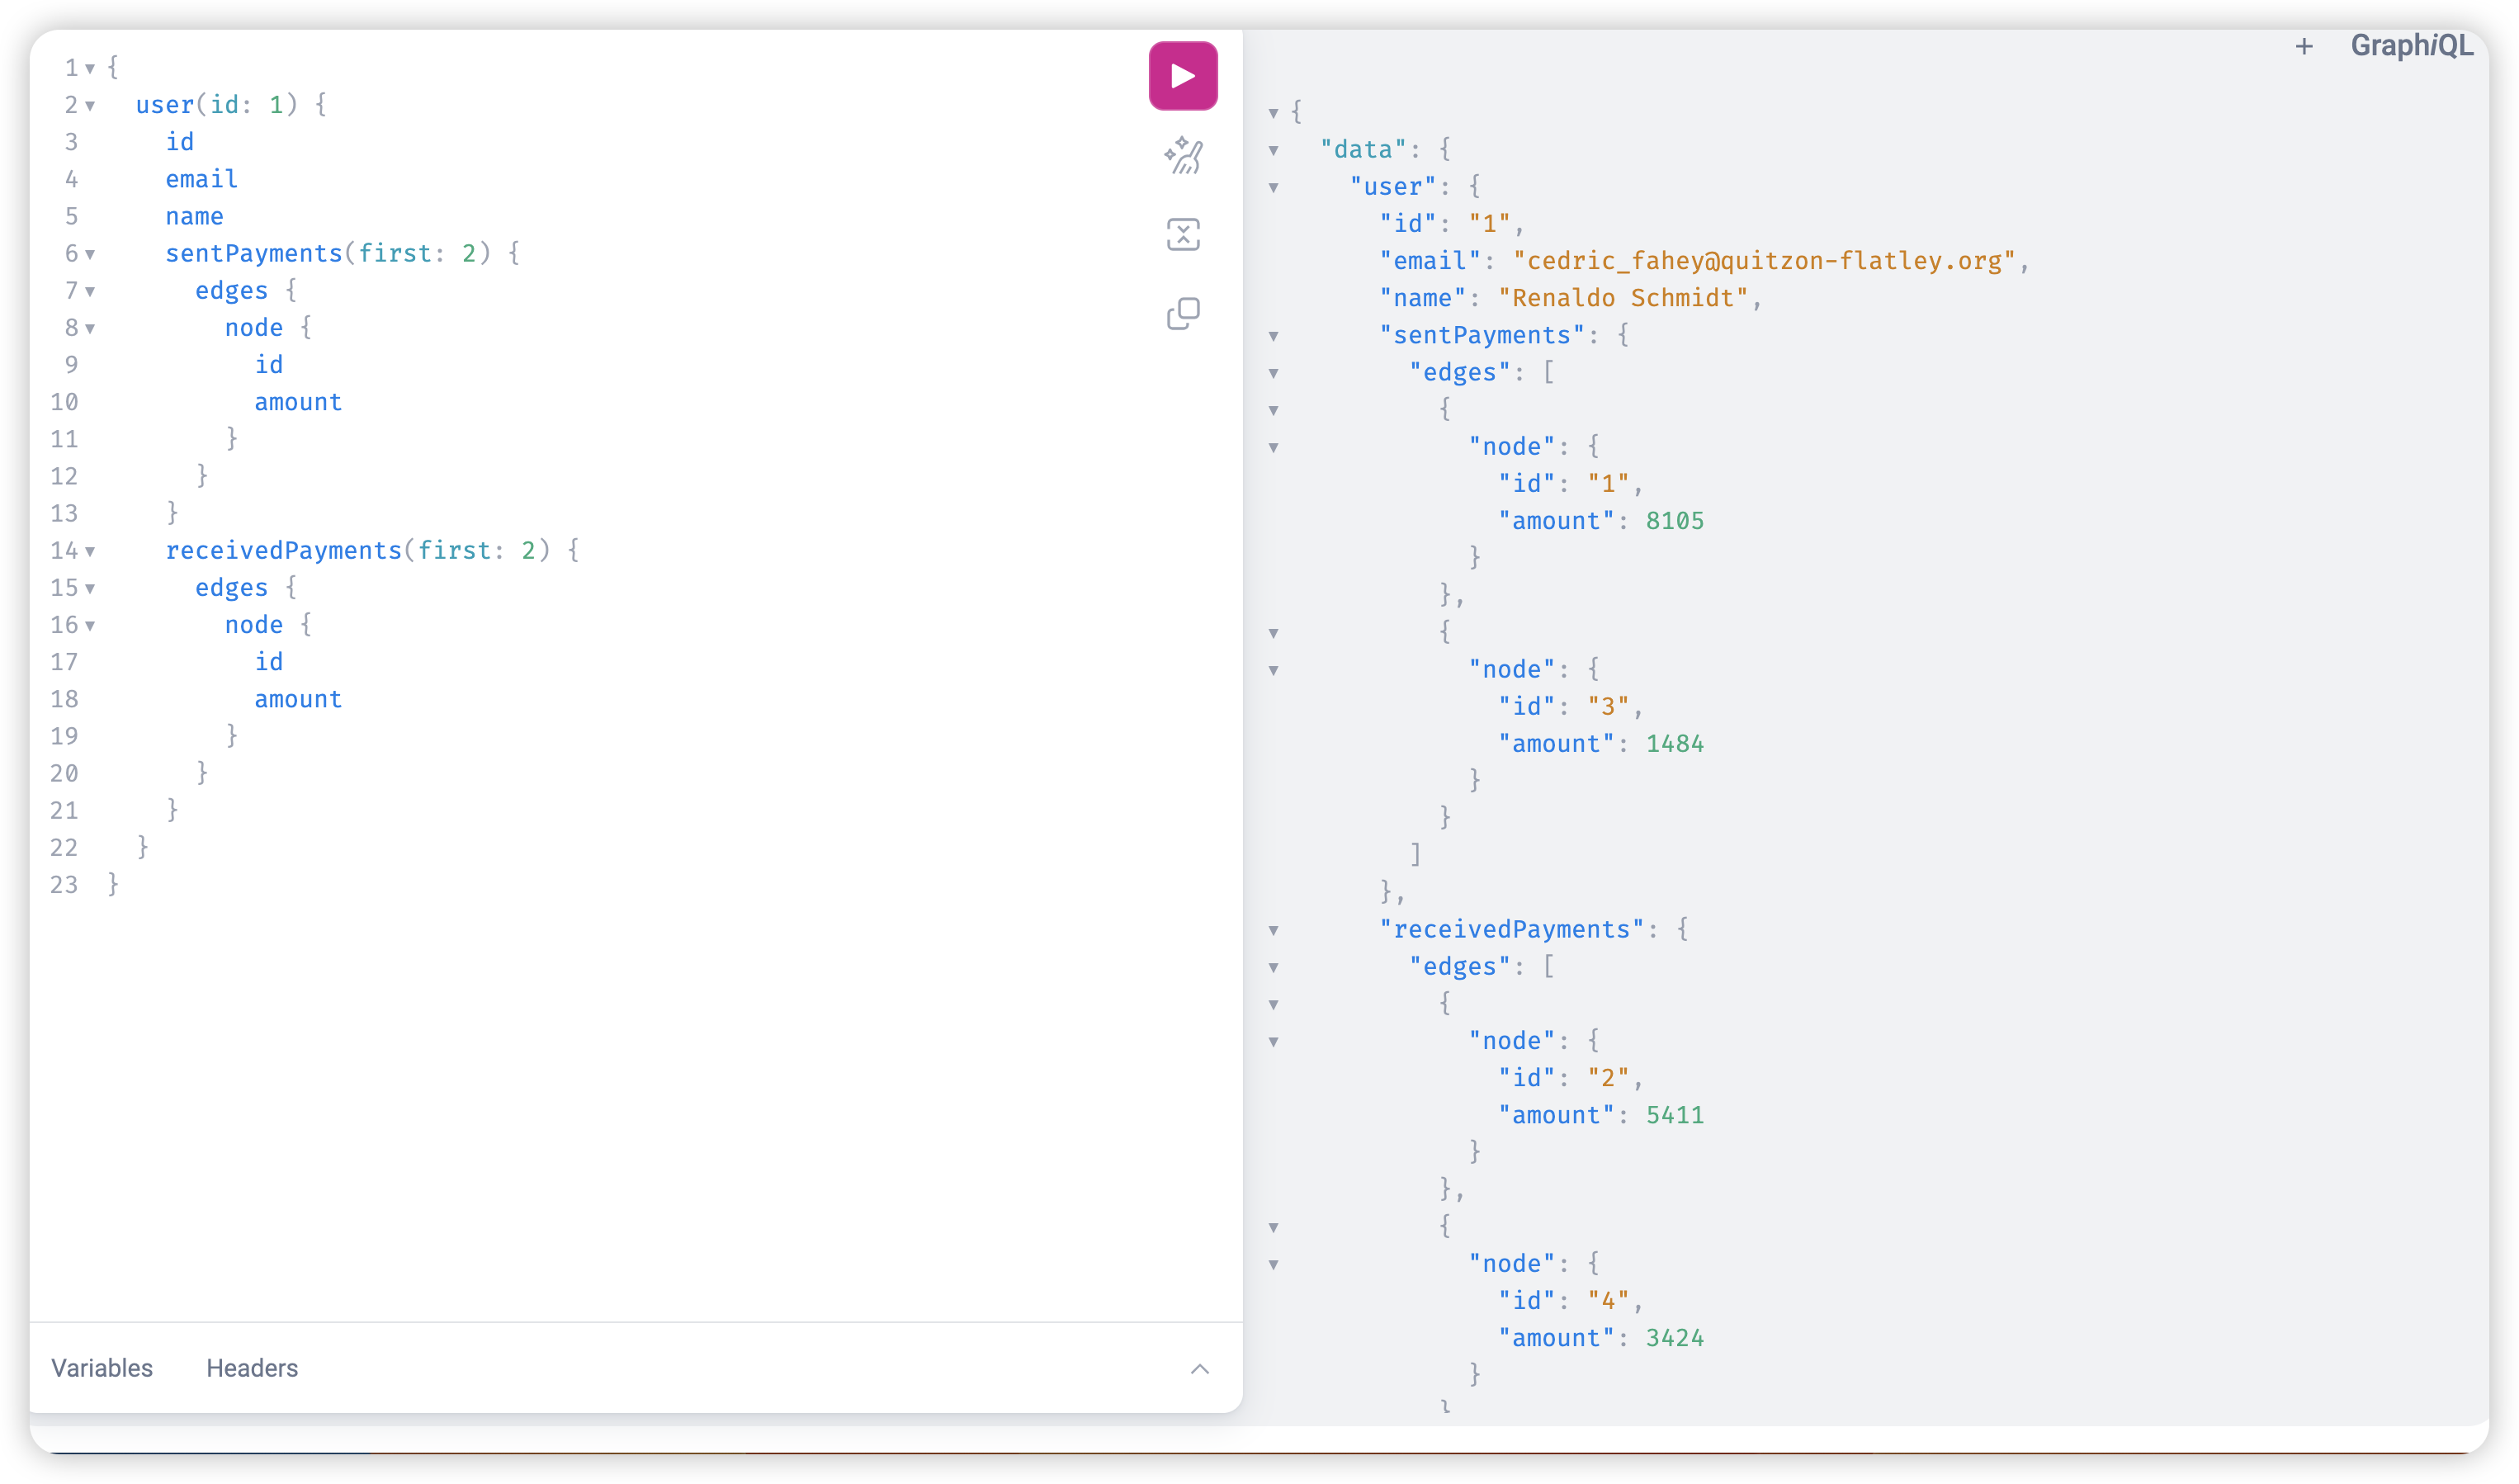 1 {
2   user(id: 1) {
3     id
4     email
5     name
6     sentPayments(first: 2) {
7       edges {
8         node {
9           id
10           amount
11         }
12       }
13     }
14     receivedPayments(first: 2) {
15       edges {
16         node {
17           id
18           amount
19         }
20       }
21     }
22   }
23 }
Variables Headers
+ GraphiQL
{
  "data": {
    "user": {
      "id": "1",
      "email": "cedric_fahey@quitzon-flatley.org",
      "name": "Renaldo Schmidt",
      "sentPayments": {
        "edges": [
          {
            "node": {
              "id": "1",
              "amount": 8105
            }
          },
          {
            "node": {
              "id": "3",
              "amount": 1484
            }
          }
        ]
      },
      "receivedPayments": {
        "edges": [
          {
            "node": {
              "id": "2",
              "amount": 5411
            }
          },
          {
            "node": {
              "id": "4",
              "amount": 3424
            }
          }